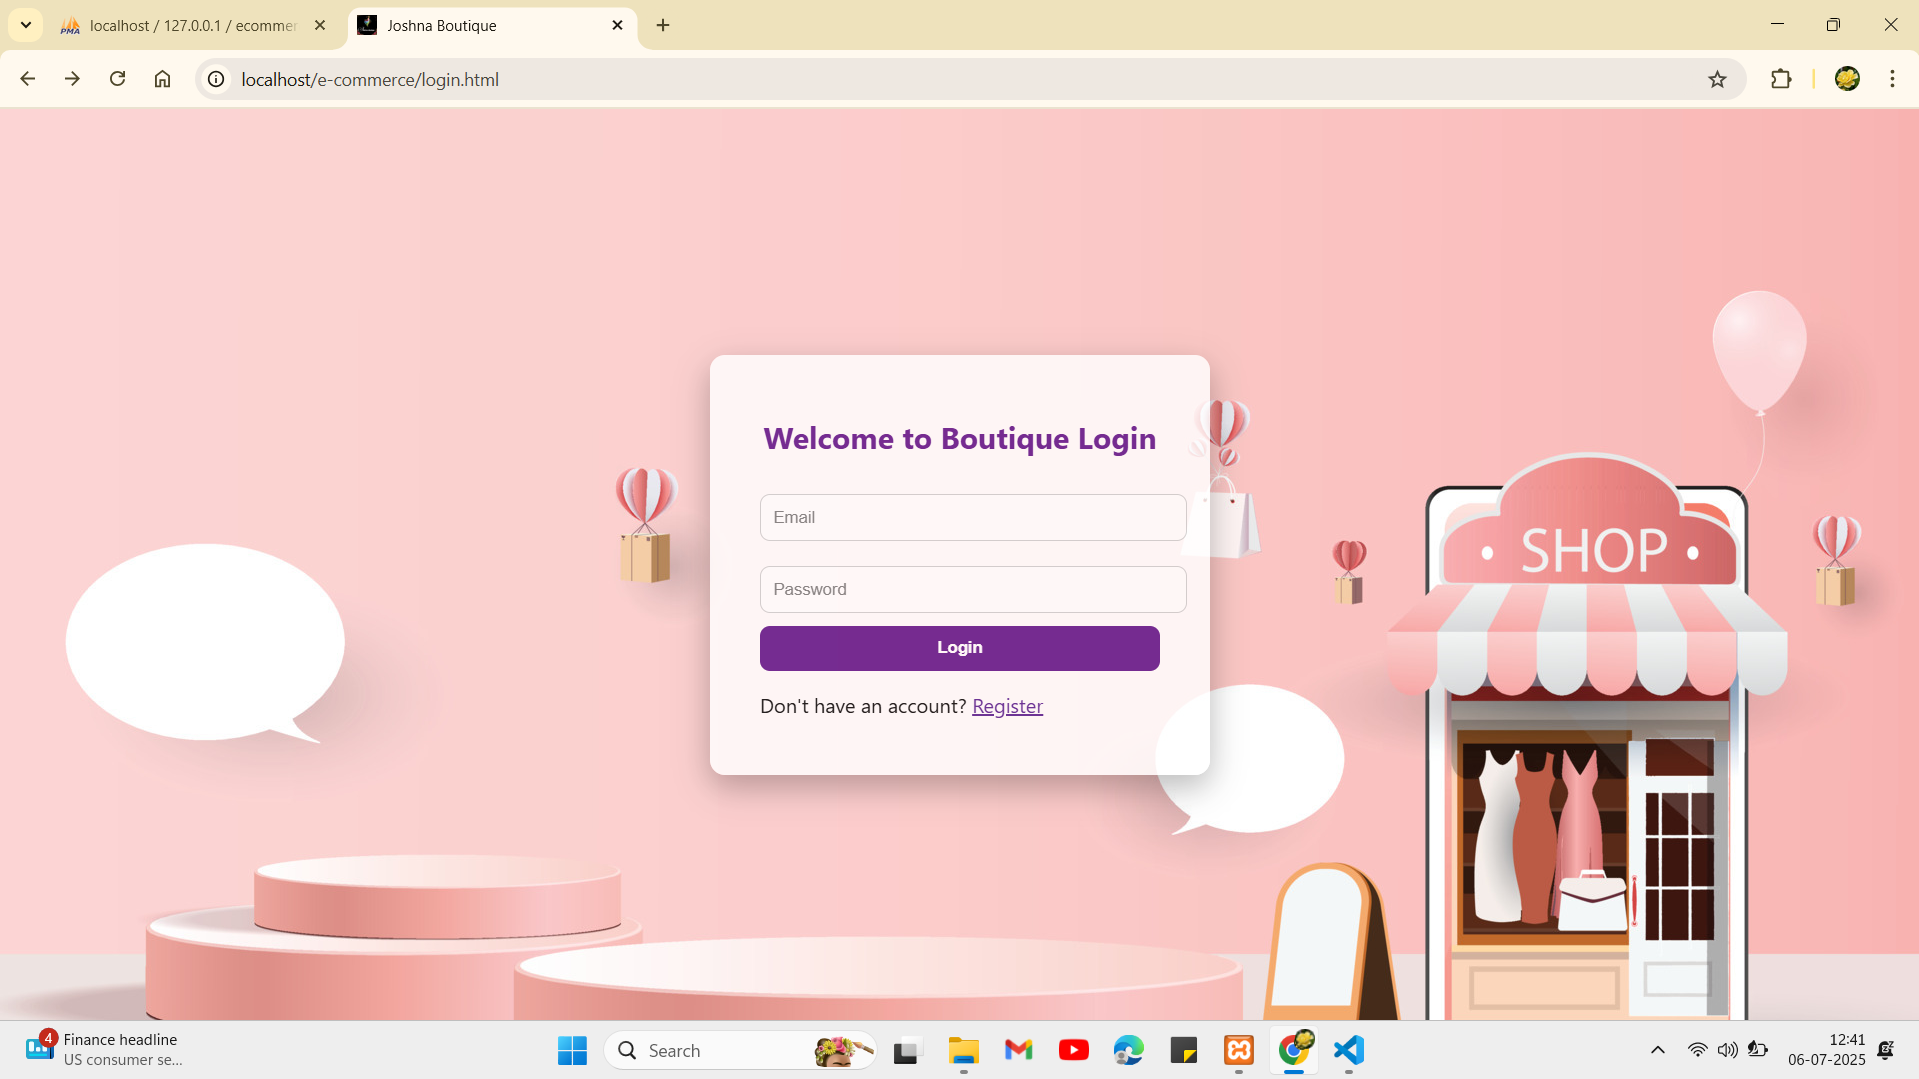 localhost / 127.0.0.1 / ecommer
Joshna Boutique
localhost/e-commerce/login.html
Welcome to Boutique Login
Email
Password
Login
Don't have an account? Register
SHOP
4
Finance headline
US consumer se...
Search
12:41
06-07-2025